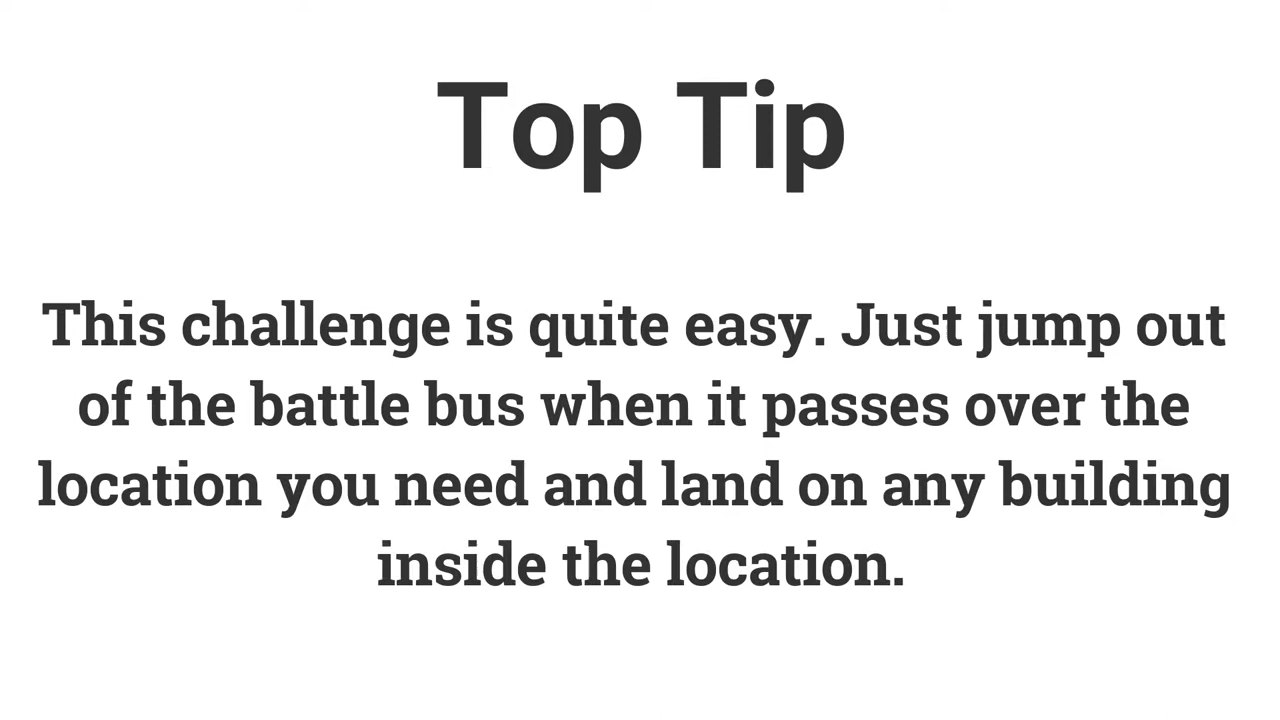 Top Tip
This challenge is quite easy. Just jump out
of the battle bus when it passes over the
location you need and land on any building
inside the location.